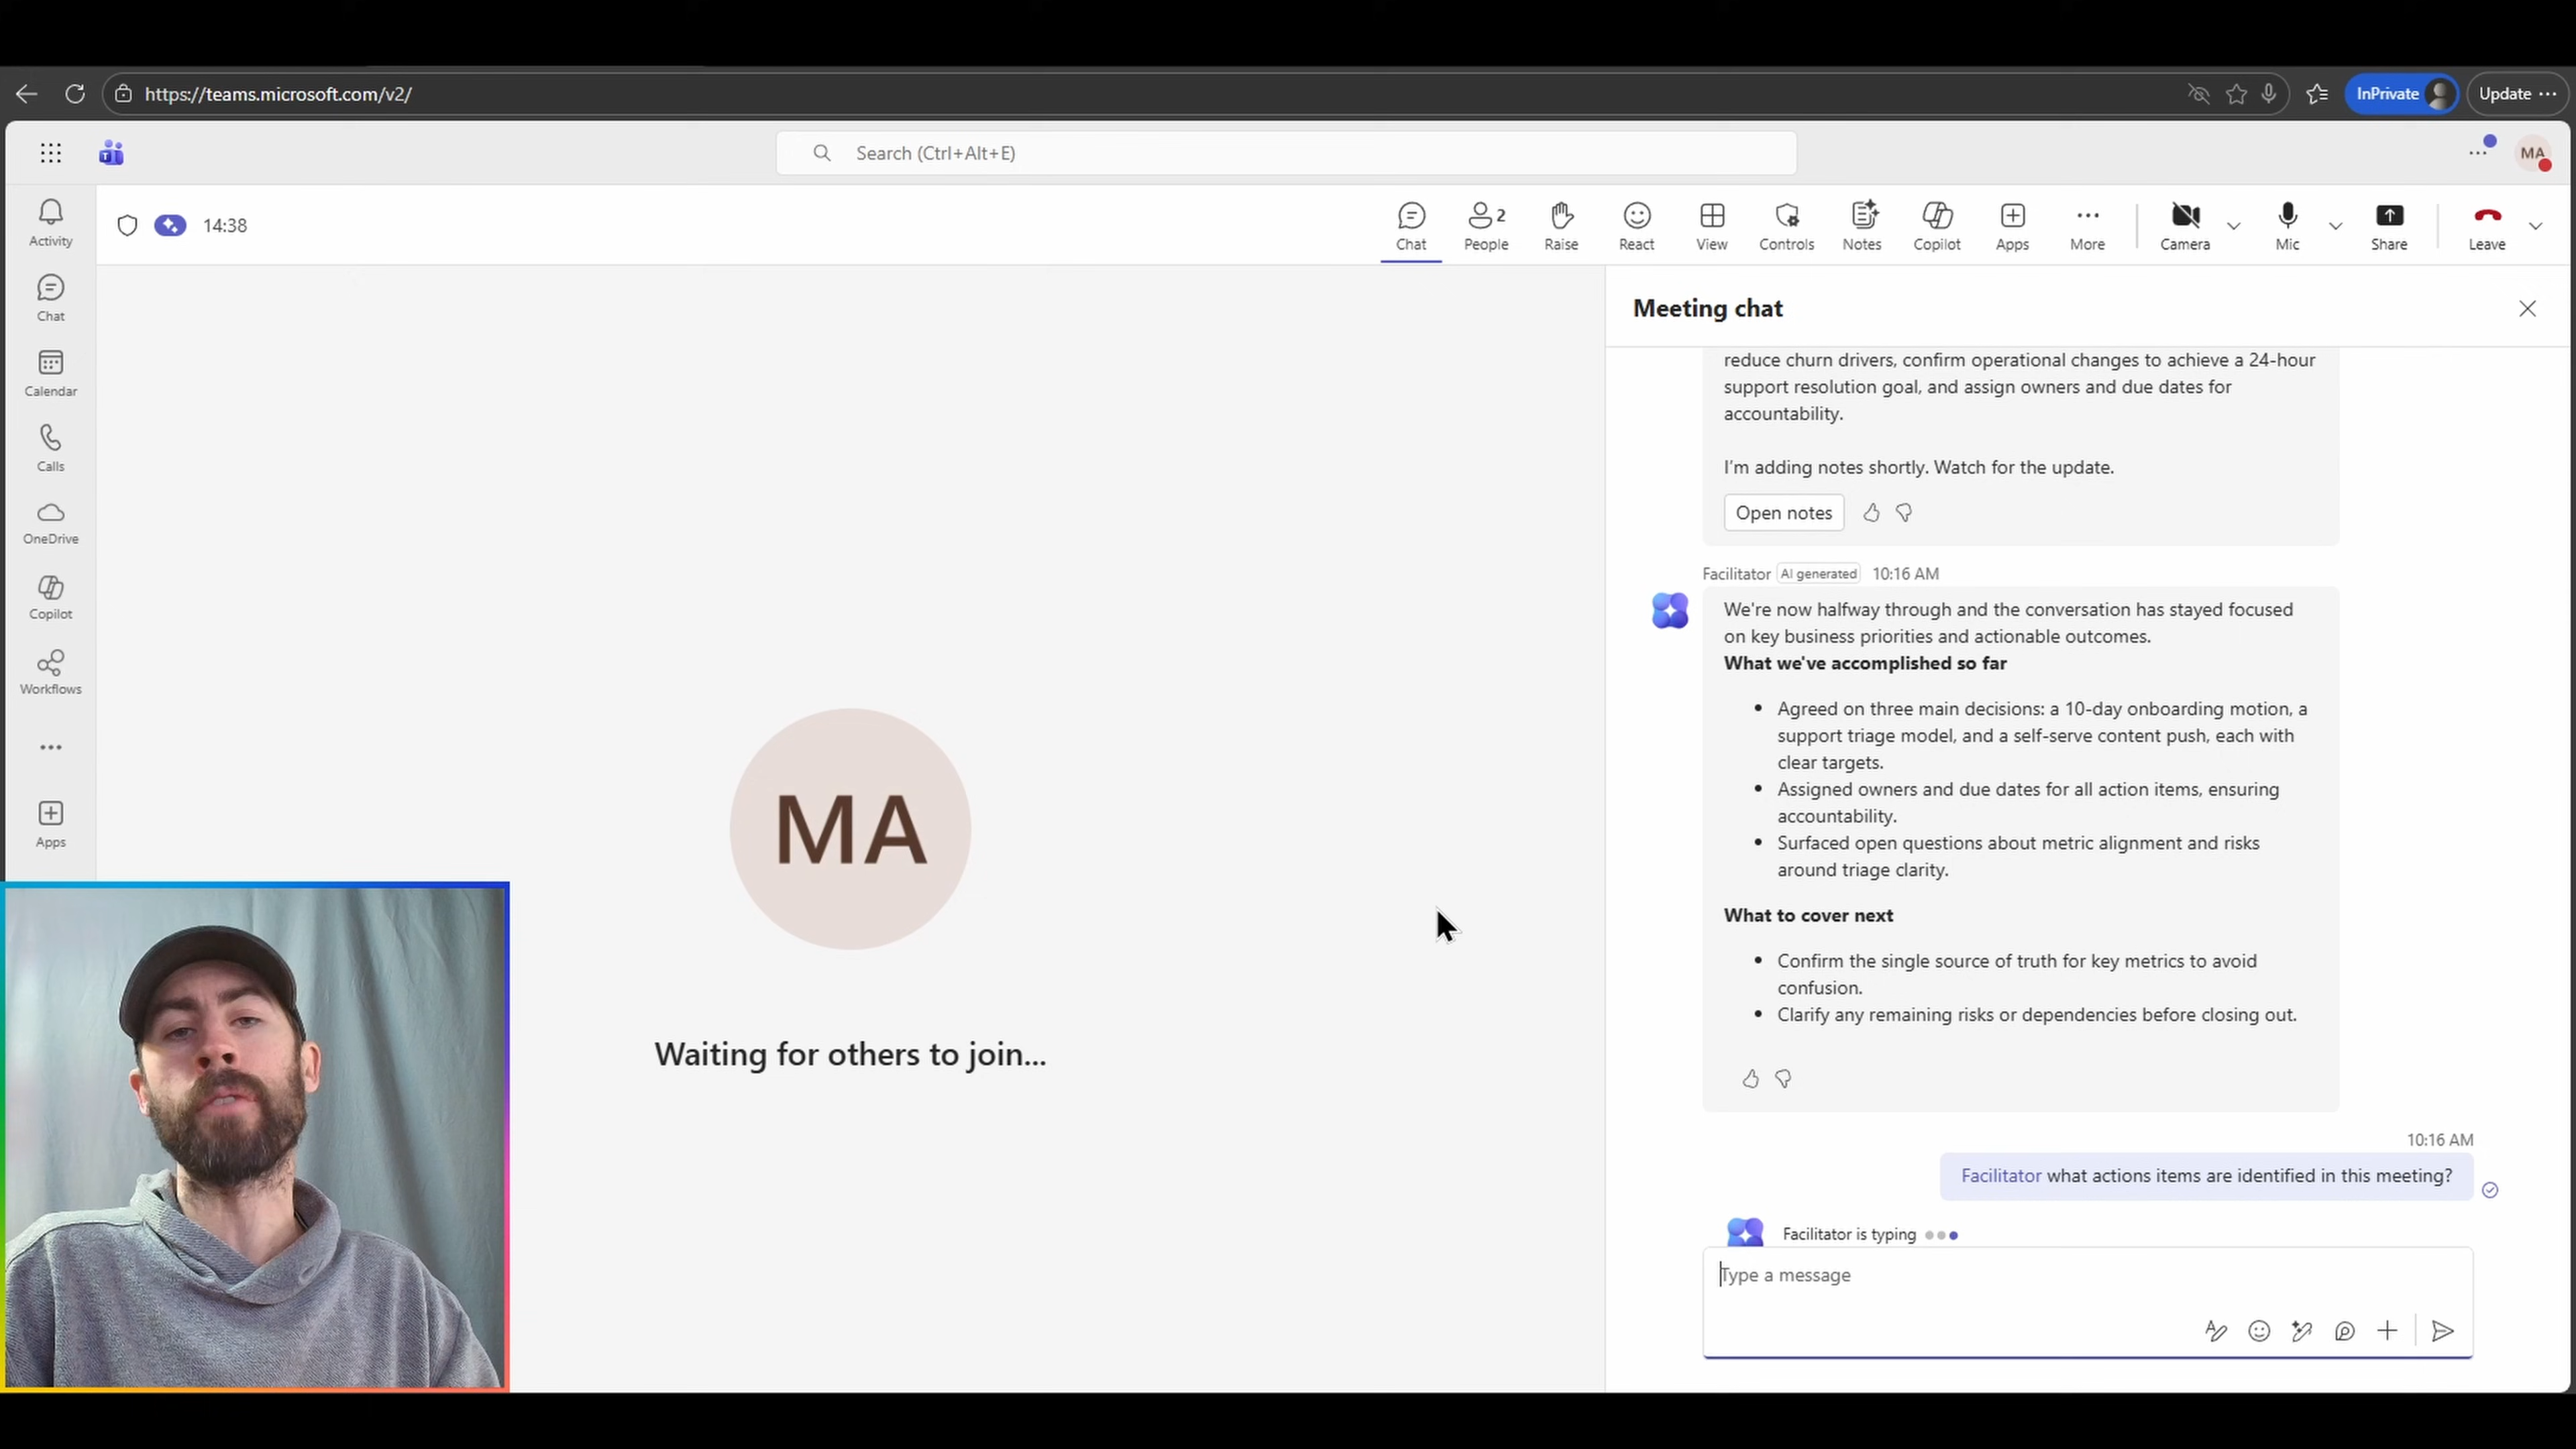 https://teams.microsoft.com/v2/
InPrivate
Update
Search (Ctrl+Alt+E)
MA
Activity
Chat
Calendar
Calls
OneDrive
Copilot
Workflows
Apps
14:38
Chat
2
People
Raise
React
View
Controls
Notes
Copilot
Apps
More
Camera
Mic
Share
Leave
MA
Waiting for others to join...
Meeting chat
reduce churn drivers, confirm operational changes to achieve a 24-hour
support resolution goal, and assign owners and due dates for
accountability.
I'm adding notes shortly. Watch for the update.
Open notes
Facilitator AI generated 10:16 AM
We're now halfway through and the conversation has stayed focused
on key business priorities and actionable outcomes.
What we've accomplished so far
• Agreed on three main decisions: a 10-day onboarding motion, a
support triage model, and a self-serve content push, each with
clear targets.
• Assigned owners and due dates for all action items, ensuring
accountability.
• Surfaced open questions about metric alignment and risks
around triage clarity.
What to cover next
• Confirm the single source of truth for key metrics to avoid
confusion.
• Clarify any remaining risks or dependencies before closing out.
10:16 AM
Facilitator what actions items are identified in this meeting?
Facilitator is typing
Type a message